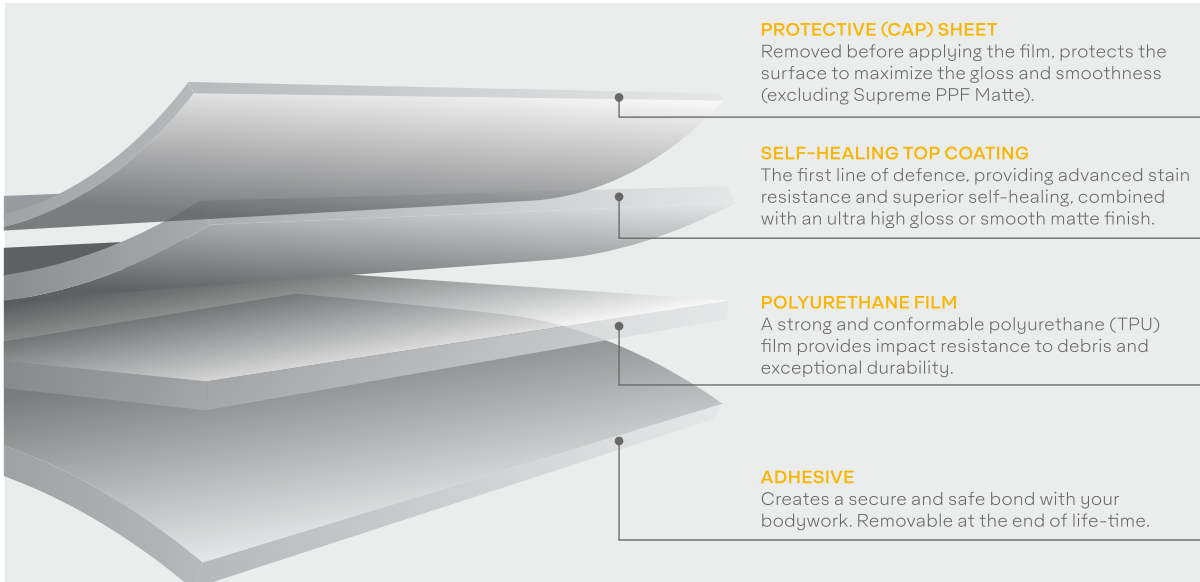 PROTECTIVE (CAP) SHEET
Removed before applying the film, protects the
surface to maximize the gloss and smoothness
(excluding Supreme PPF Matte).
SELF-HEALING TOP COATING
The first line of defence, providing advanced stain
resistance and superior self-healing, combined
with an ultra high gloss or smooth matte finish.
POLYURETHANE FILM
A strong and conformable polyurethane (TPU)
film provides impact resistance to debris and
exceptional durability.
ADHESIVE
Creates a secure and safe bond with your
bodywork. Removable at the end of life-time.